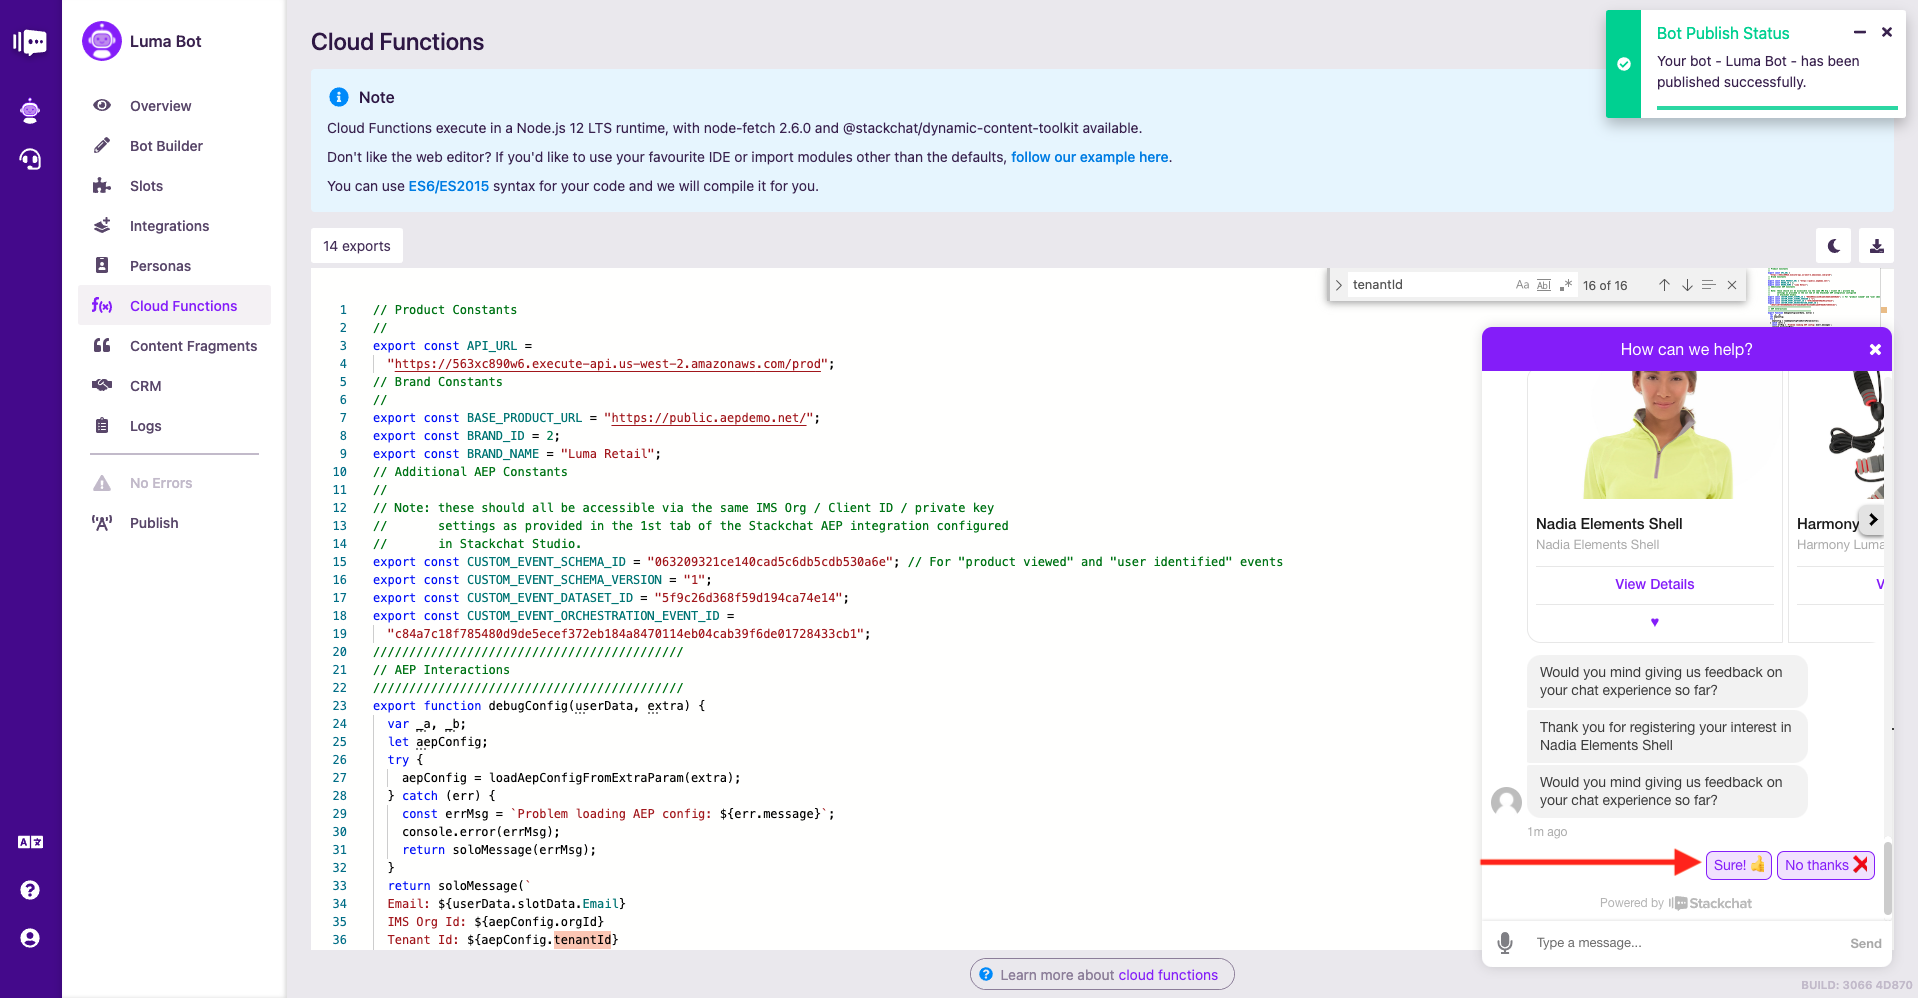 Luma Bot
Overview
Bot Builder
Slots
Integrations
Personas
f(x) Cloud Functions
Content Fragments
CRM
Logs
No Errors
Publish
Cloud Functions
Note
Cloud Functions execute in a Node.js 12 LTS runtime, with node-fetch 2.6.0 and @stackchat/dynamic-content-toolkit available.
Don't like the web editor? If you'd like to use your favourite IDE or import modules other than the defaults, follow our example here.
You can use ES6/ES2015 syntax for your code and we will compile it for you.
Bot Publish Status
Your bot - Luma Bot - has been
published successfully.
14 exports
tenantId
Aa
Abl
16 of 16
1 // Product Constants
2 //
3 export const API_URL =
4 "https://563xc890w6.execute-api.us-west-2.amazonaws.com/prod";
5 // Brand Constants
6 //
7 export const BASE_PRODUCT_URL = "https://public.aepdemo.net/";
8 export const BRAND_ID = 2;
9 export const BRAND_NAME = "Luma Retail";
10 // Additional AEP Constants
11 //
12 // Note: these should all be accessible via the same IMS Org / Client ID / private key
13 // settings as provided in the 1st tab of the Stackchat AEP integration configured
14 // in Stackchat Studio.
15 export const CUSTOM_EVENT_SCHEMA_ID = "063209321ce140cad5c6db5cdb530a6e"; // For "product viewed" and "user identified" events
16 export const CUSTOM_EVENT_SCHEMA_VERSION = "1";
17 export const CUSTOM_EVENT_DATASET_ID = "5f9c26d368f59d194ca74e14";
18 export const CUSTOM_EVENT_ORCHESTRATION_EVENT_ID =
19 "c84a7c18f785480d9de5ecef372eb184a8470114eb04cab39f6de01728433cb1";
20 ///////////////////////////////////////////
21 // AEP Interactions
22 ///////////////////////////////////////////
23 export function debugConfig(userData, extra) {
24 var _a, _b;
25 let aepConfig;
26 try {
27 aepConfig = loadAepConfigFromExtraParam(extra);
28 } catch (err) {
29 const errMsg = `Problem loading AEP config: ${err.message}`;
30 console.error(errMsg);
31 return soloMessage(errMsg);
32 }
33 return soloMessage(`
34 Email: ${userData.slotData.Email}
35 IMS Org Id: ${aepConfig.orgId}
36 Tenant Id: ${aepConfig.tenantId}
How can we help?
Nadia Elements Shell
Nadia Elements Shell
View Details
♥
Harmony
Harmony Luma
V
Would you mind giving us feedback on
your chat experience so far?
Thank you for registering your interest in
Nadia Elements Shell
Would you mind giving us feedback on
your chat experience so far?
1m ago
Sure! 👍 No thanks ❌
Powered by Stackchat
Type a message...
Send
Learn more about cloud functions
BUILD: 3066 4D870